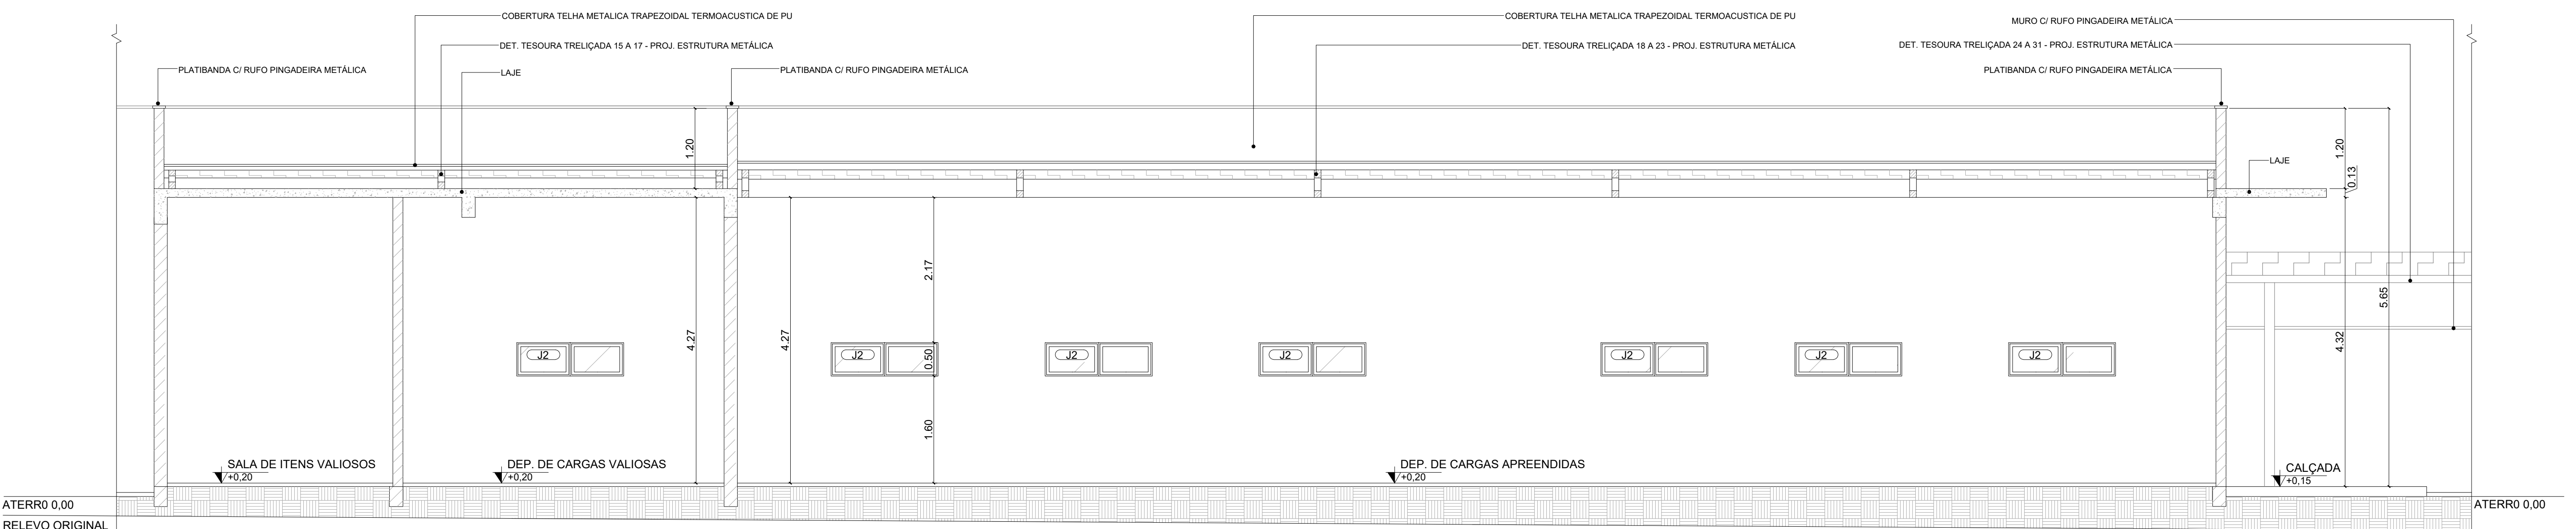 COBERTURA TELHA METALICA TRAPEZOIDAL TERMOACUSTICA DE PU
COBERTURA TELHA METALICA TRAPEZOIDAL TERMOACUSTICA DE PU
MURO C/ RUFO PINGADEIRA METÁLICA
DET. TESOURA TRELIÇADA 15 A 17 - PROJ. ESTRUTURA METÁLICA
DET. TESOURA TRELIÇADA 18 A 23 - PROJ. ESTRUTURA METÁLICA
DET. TESOURA TRELIÇADA 24 A 31 - PROJ. ESTRUTURA METÁLICA
PLATIBANDA C/ RUFO PINGADEIRA METÁLICA
LAJE
PLATIBANDA C/ RUFO PINGADEIRA METÁLICA
PLATIBANDA C/ RUFO PINGADEIRA METÁLICA
1.20
1.20
LAJE
0.13
2.17
5.65
4.27
4.27
4.32
J2
J2
0.50
J2
J2
J2
J2
J2
1.60
SALA DE ITENS VALIOSOS
+0,20
DEP. DE CARGAS VALIOSAS
+0,20
DEP. DE CARGAS APREENDIDAS
+0,20
CALÇADA
+0,15
ATERR0 0,00
ATERR0 0,00
RELEVO ORIGINAL